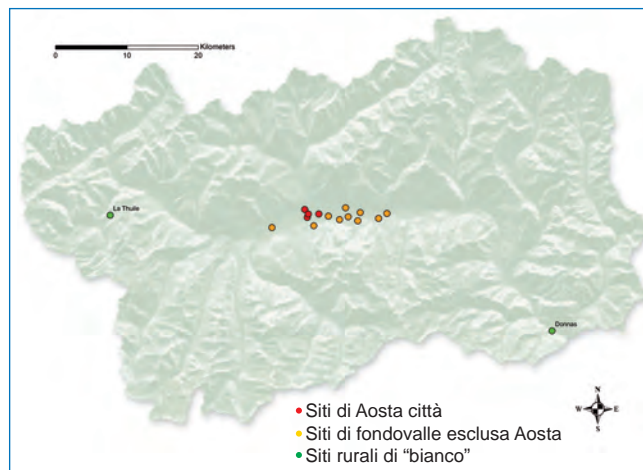 Kilometers
0 10 20
La Thuile
Donnas
N
W E
S
Siti di Aosta città
Siti di fondovalle esclusa Aosta
Siti rurali di “bianco”